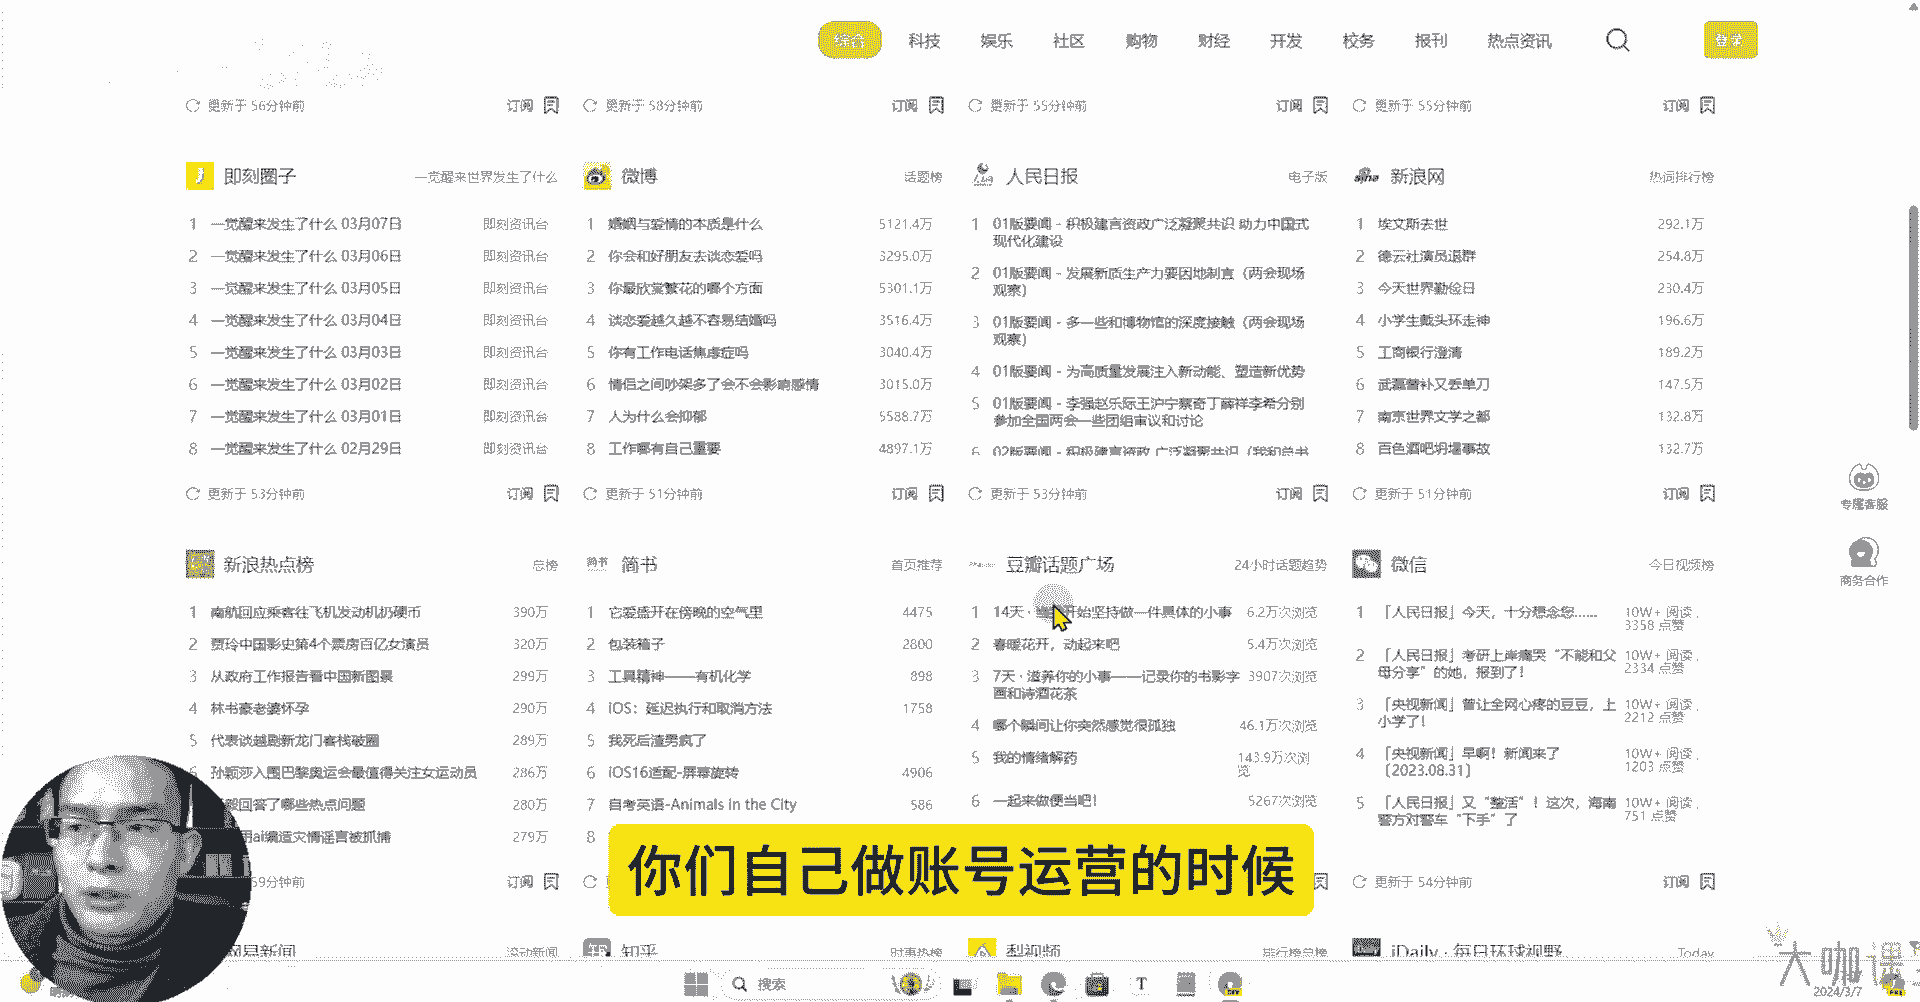 综合 科技 娱乐 社区 购物 财经 开发 校务 报刊 热点资讯 登录
更新于 56分钟前 订阅 更新于 58分钟前 订阅 更新于 55分钟前 订阅 更新于 55分钟前 订阅
即刻圈子 一觉醒来世界发生了什么
1 一觉醒来发生了什么 03月07日 即刻资讯台
2 一觉醒来发生了什么 03月06日 即刻资讯台
3 一觉醒来发生了什么 03月05日 即刻资讯台
4 一觉醒来发生了什么 03月04日 即刻资讯台
5 一觉醒来发生了什么 03月03日 即刻资讯台
6 一觉醒来发生了什么 03月02日 即刻资讯台
7 一觉醒来发生了什么 03月01日 即刻资讯台
8 一觉醒来发生了什么 02月29日 即刻资讯台
更新于 53分钟前 订阅
微博 话题榜
1 婚姻与爱情的本质是什么 5121.4万
2 你会和好朋友去谈恋爱吗 3295.0万
3 你最欣赏繁花的哪个方面 5301.1万
4 谈恋爱越久越不容易结婚吗 3516.4万
5 你有工作电话焦虑症吗 3040.4万
6 情侣之间吵架多了会不会影响感情 3015.0万
7 人为什么会抑郁 5588.7万
8 工作哪有自己重要 4897.1万
更新于 51分钟前 订阅
人民日报 电子版
1 01版要闻 - 积极建言资政广泛凝聚共识 助力中国式
现代化建设
2 01版要闻 - 发展新质生产力要因地制宜（两会现场
观察）
3 01版要闻 - 多一些和博物馆的深度接触（两会现场
观察）
4 01版要闻 - 为高质量发展注入新动能、塑造新优势
5 01版要闻 - 李强赵乐际王沪宁蔡奇丁薛祥李希分别
参加全国两会一些团组审议和讨论
6 02版要闻 - 积极建言资政 广泛凝聚共识（我和总书
更新于 53分钟前 订阅
sina 新浪网 热词排行榜
1 埃文斯去世 292.1万
2 德云社演员退群 254.8万
3 今天世界勤俭日 230.4万
4 小学生戴头环走神 196.6万
5 工商银行澄清 189.2万
6 武磊替补又丢单刀 147.5万
7 南京世界文学之都 132.8万
8 百色酒吧坍塌事故 132.7万
更新于 51分钟前 订阅
专属客服
商务合作
新浪热点榜 总榜
1 南航回应乘客往飞机发动机扔硬币 390万
2 贾玲中国影史第4个票房百亿女演员 320万
3 从政府工作报告看中国新图景 299万
4 林书豪老婆怀孕 290万
5 代表谈越剧新龙门客栈破圈 289万
6 孙颖莎入围巴黎奥运会最值得关注女运动员 286万
毅回答了哪些热点问题 280万
用ai编造灾情谣言被抓捕 279万
59分钟前 订阅
简书 简书 首页推荐
1 它爱盛开在傍晚的空气里 4475
2 包装箱子 2800
3 工具精神——有机化学 898
4 iOS：延迟执行和取消方法 1758
5 我死后渣男疯了
6 iOS16适配-屏幕旋转 4906
7 自考英语-Animals in the City 586
8
豆瓣话题广场 24小时话题趋势
1 14天 · 开始坚持做一件具体的小事 6.2万次浏览
2 春暖花开，动起来吧 5.4万次浏览
3 7天 · 滋养你的小事——记录你的书影字 3907次浏览
画和诗酒花茶
4 哪个瞬间让你突然感觉很孤独 46.1万次浏览
5 我的情绪解药 143.9万次浏
览
6 一起来做便当吧！ 5267次浏览
微信 今日视频榜
1 「人民日报」今天，十分想念您…… 10W+ 阅读，
3358 点赞
2 「人民日报」考研上岸痛哭“不能和父 10W+ 阅读，
母分享”的她，报到了！ 2334 点赞
3 「央视新闻」曾让全网心疼的豆豆，上 10W+ 阅读，
小学了！ 2212 点赞
4 「央视新闻」早啊！新闻来了 10W+ 阅读，
〔2023.08.31〕 1203 点赞
5 「人民日报」又“整活”！这次，海南 10W+ 阅读，
警方对警车“下手”了 751 点赞
更新于 54分钟前 订阅
你们自己做账号运营的时候
网易新闻 滚动新闻 知乎 时事热榜 梨视频 排行榜总榜 iDaily · 每日环球视野 Today
搜索
大咖课
2024/3/7